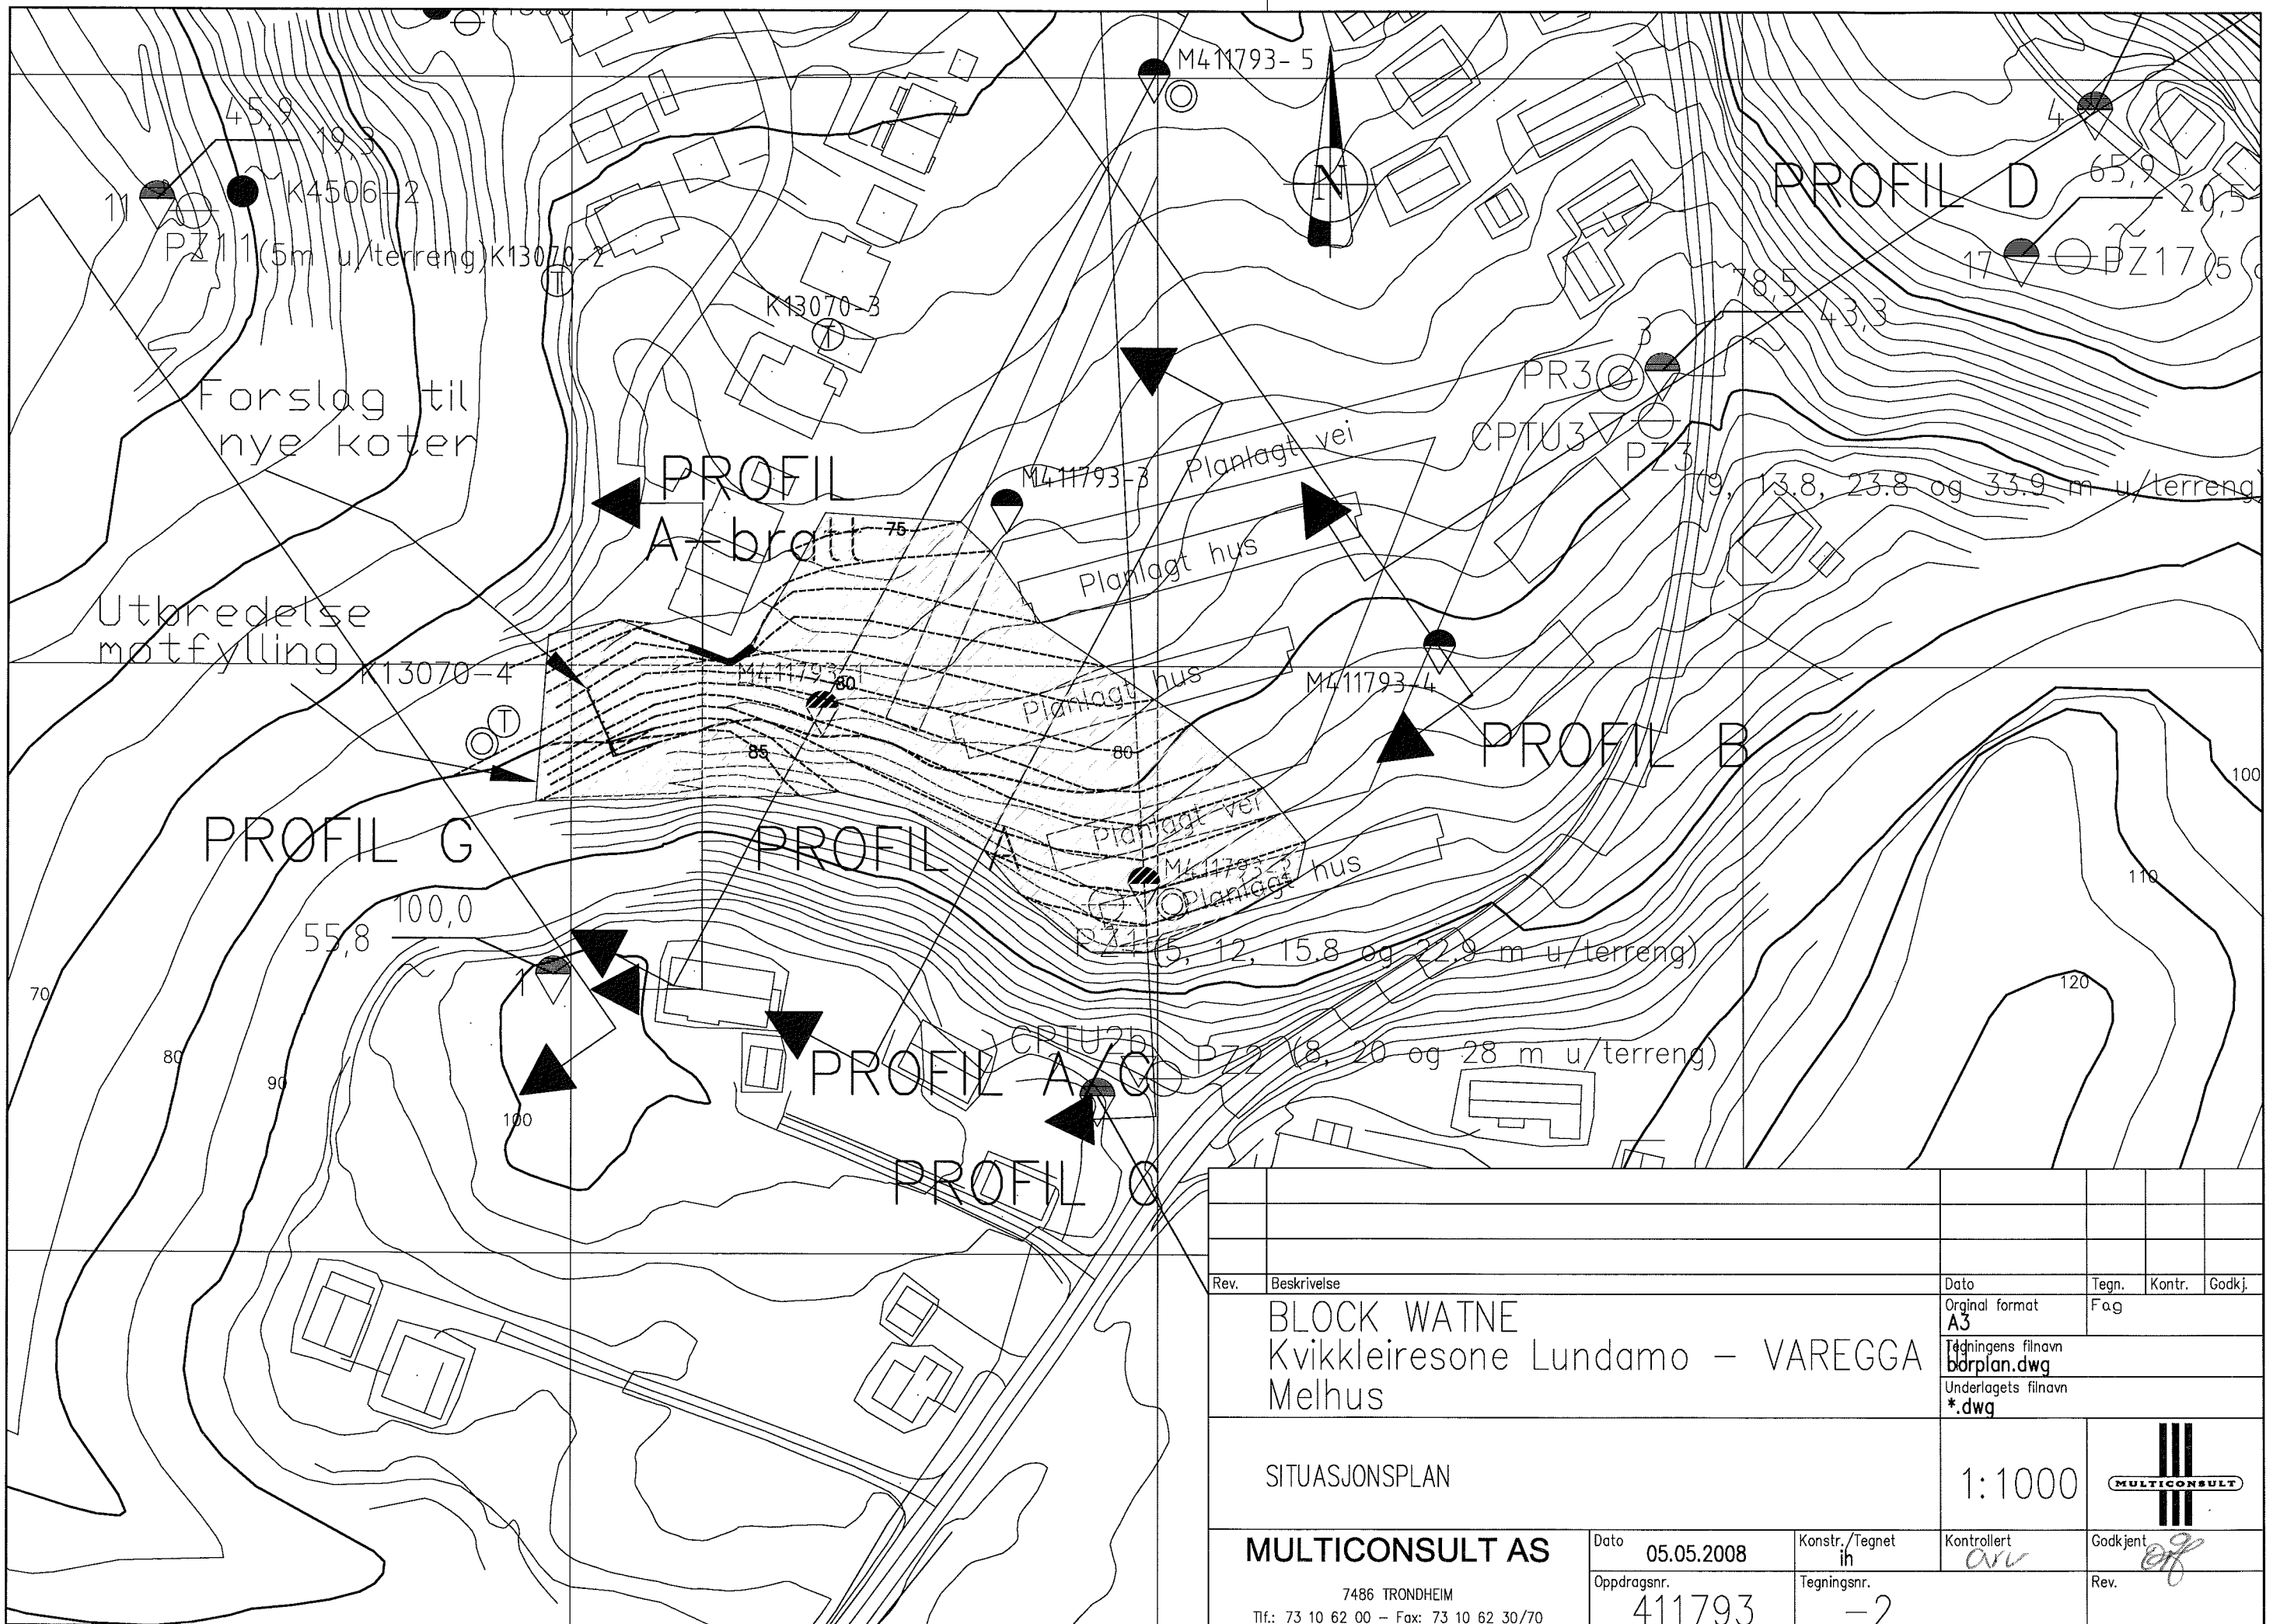 M411793-5
45,9
19,3
11
K4506-2
PZ11(5m u/terreng)
K13070-2
K13070-3
N
PROFIL D
4
65,9
20,5
17
PZ17(5
78,5
43,3
3
PR3
CPTU3
PZ3
(9, 13.8, 23.8 og 33.9 m u/terreng)
Forslag til
nye koter
PROFIL
A-bratt
75
M411793-3
Planlagt vei
Planlagt hus
Utbredelse
motfylling
K13070-4
T
T
T
M411793-1
80
85
Planlagt hus
80
M411793-4
PROFIL B
100
PROFIL G
PROFIL A
Planlagt vei
M411793-2
Planlagt hus
110
100,0
55,8
1
PZ1 (5, 12, 15.8 og 22.9 m u/terreng)
70
80
90
100
120
CPTU2b
PZ2 (8, 20 og 28 m u/terreng)
PROFIL A-C
PROFIL C
Rev.
Beskrivelse
Dato
Tegn.
Kontr.
Godkj.
BLOCK WATNE
Kvikkleiresone Lundamo – VAREGGA
Melhus
Orginal format
A3
Fag
Tegningens filnavn
borplan.dwg
Underlagets filnavn
*.dwg
SITUASJONSPLAN
1:1000
MULTICONSULT
MULTICONSULT AS
7486 TRONDHEIM
Tlf.: 73 10 62 00 – Fax: 73 10 62 30/70
Dato
05.05.2008
Konstr./Tegnet
ih
Kontrollert
arv
Godkjent
Oppdragsnr.
411793
Tegningsnr.
-2
Rev.